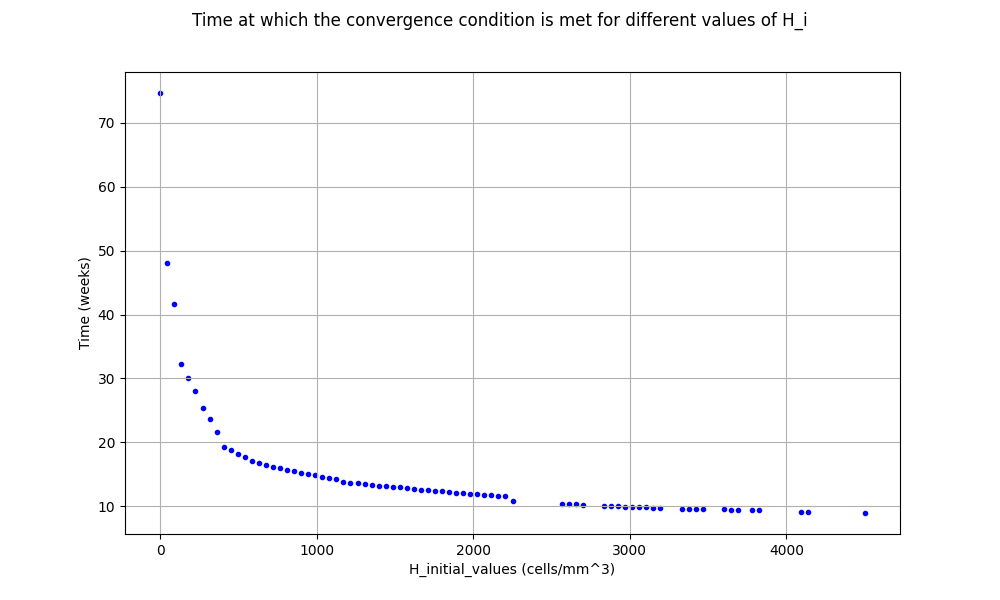 Time at which the convergence condition is met for different values of H_i
70
60
50
40
30
20
10
Time (weeks)
0 1000 2000 3000 4000
H_initial_values (cells/mm^3)